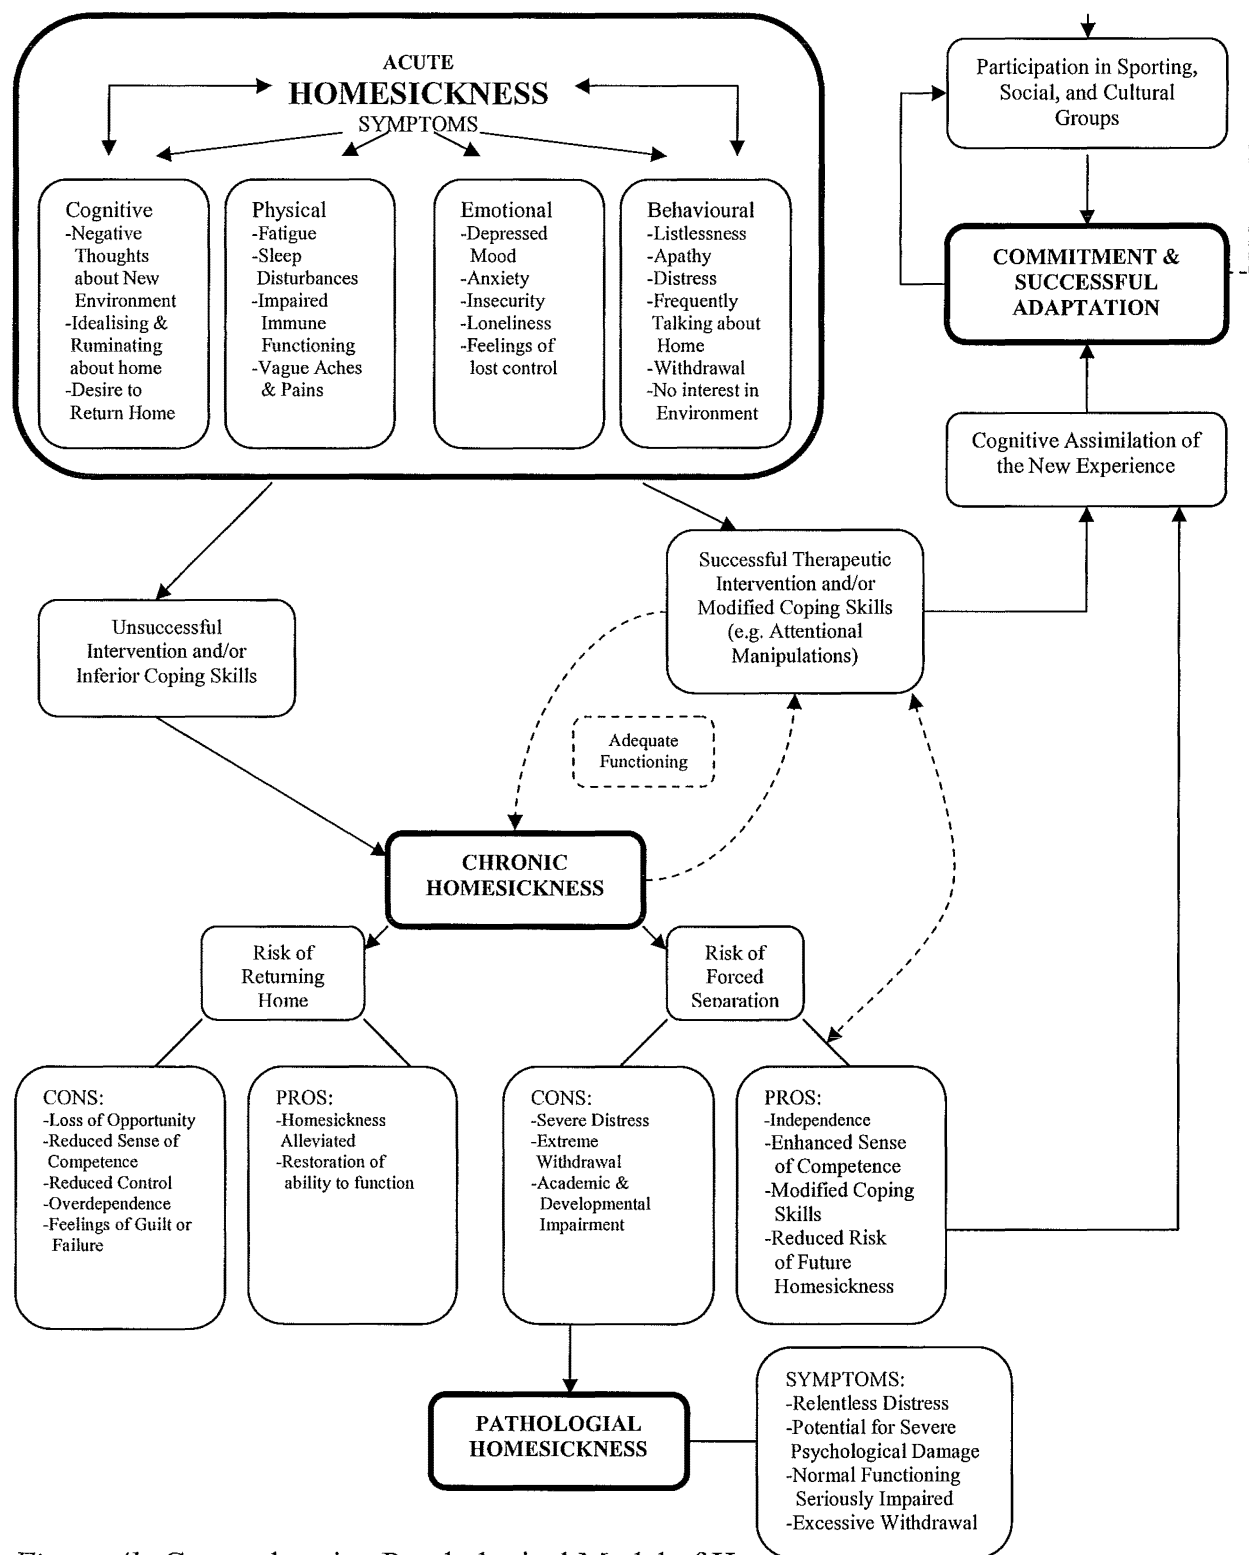 ACUTE
HOMESICKNESS
SYMPTOMS
Cognitive
-Negative
Thoughts
about New
Environment
-Idealising &
Ruminating
about home
-Desire to
Return Home
Physical
-Fatigue
-Sleep
Disturbances
-Impaired
Immune
Functioning
-Vague Aches
& Pains
Emotional
-Depressed
Mood
-Anxiety
-Insecurity
-Loneliness
-Feelings of
lost control
Behavioural
-Listlessness
-Apathy
-Distress
-Frequently
Talking about
Home
-Withdrawal
-No interest in
Environment
Participation in Sporting,
Social, and Cultural
Groups
COMMITMENT &
SUCCESSFUL
ADAPTATION
Cognitive Assimilation of
the New Experience
Successful Therapeutic
Intervention and/or
Modified Coping Skills
(e.g. Attentional
Manipulations)
Unsuccessful
Intervention and/or
Inferior Coping Skills
Adequate
Functioning
CHRONIC
HOMESICKNESS
Risk of
Returning
Home
Risk of
Forced
Separation
CONS:
-Loss of Opportunity
-Reduced Sense of
Competence
-Reduced Control
-Overdependence
-Feelings of Guilt or
Failure
PROS:
-Homesickness
Alleviated
-Restoration of
ability to function
CONS:
-Severe Distress
-Extreme
Withdrawal
-Academic &
Developmental
Impairment
PROS:
-Independence
-Enhanced Sense
of Competence
-Modified Coping
Skills
-Reduced Risk
of Future
Homesickness
PATHOLOGIAL
HOMESICKNESS
SYMPTOMS:
-Relentless Distress
-Potential for Severe
Psychological Damage
-Normal Functioning
Seriously Impaired
-Excessive Withdrawal